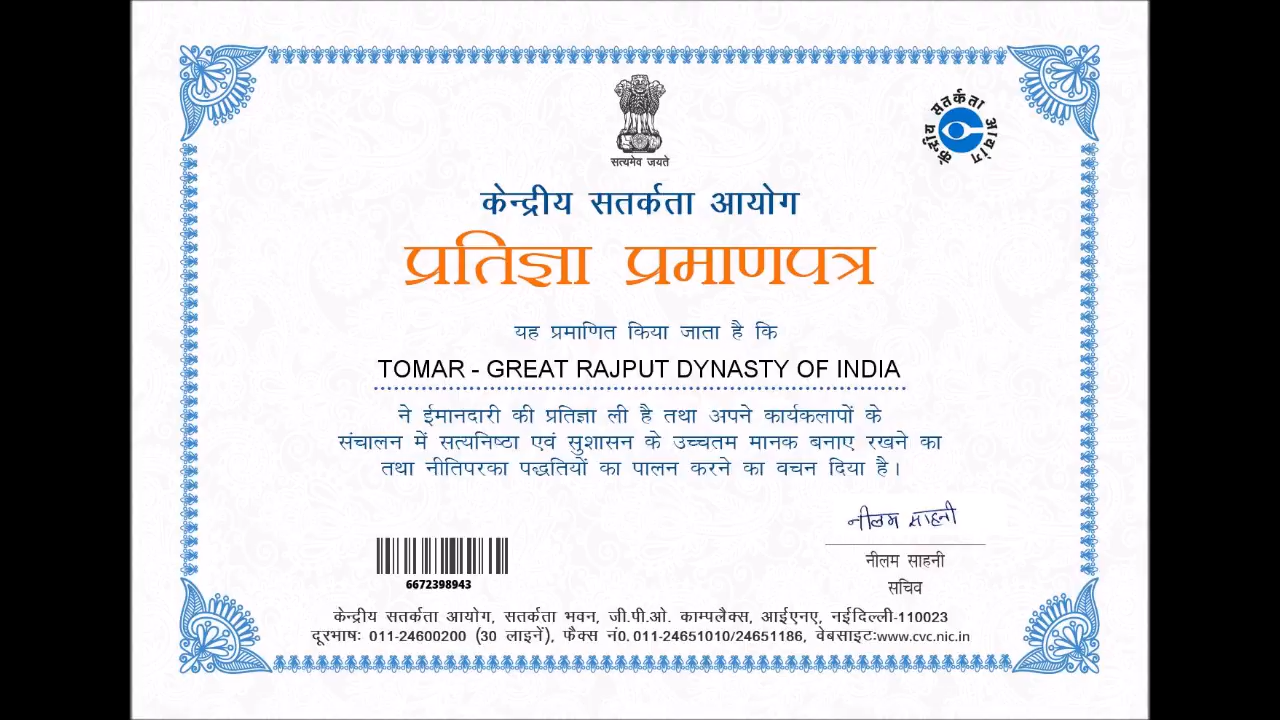 सत्यमेव जयते
केन्द्रीय सतर्कता आयोग
केन्द्रीय सतर्कता आयोग
प्रतिज्ञा प्रमाणपत्र
यह प्रमाणित किया जाता है कि
TOMAR - GREAT RAJPUT DYNASTY OF INDIA
ने ईमानदारी की प्रतिज्ञा ली है तथा अपने कार्यकलापों के
संचालन में सत्यनिष्ठा एवं सुशासन के उच्चतम मानक बनाए रखने का
तथा नीतिपरका पद्धतियों का पालन करने का वचन दिया है।
नीलम साहनी
नीलम साहनी
सचिव
6672398943
केन्द्रीय सतर्कता आयोग, सतर्कता भवन, जी.पी.ओ. काम्पलैक्स, आईएनए, नईदिल्ली-110023
दूरभाषः 011-24600200 (30 लाइनें), फैक्स नं0. 011-24651010/24651186, वेबसाइटःwww.cvc.nic.in